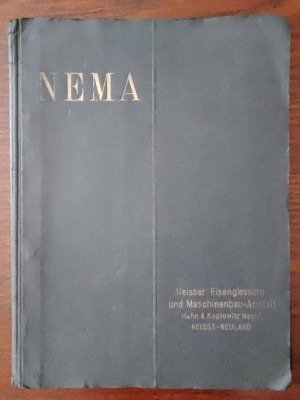 NEMA
Neisser Eisengiesserei
und Maschinenbau-Anstalt
Hahn & Koplowitz Nachf.
NEISSE-NEULAND